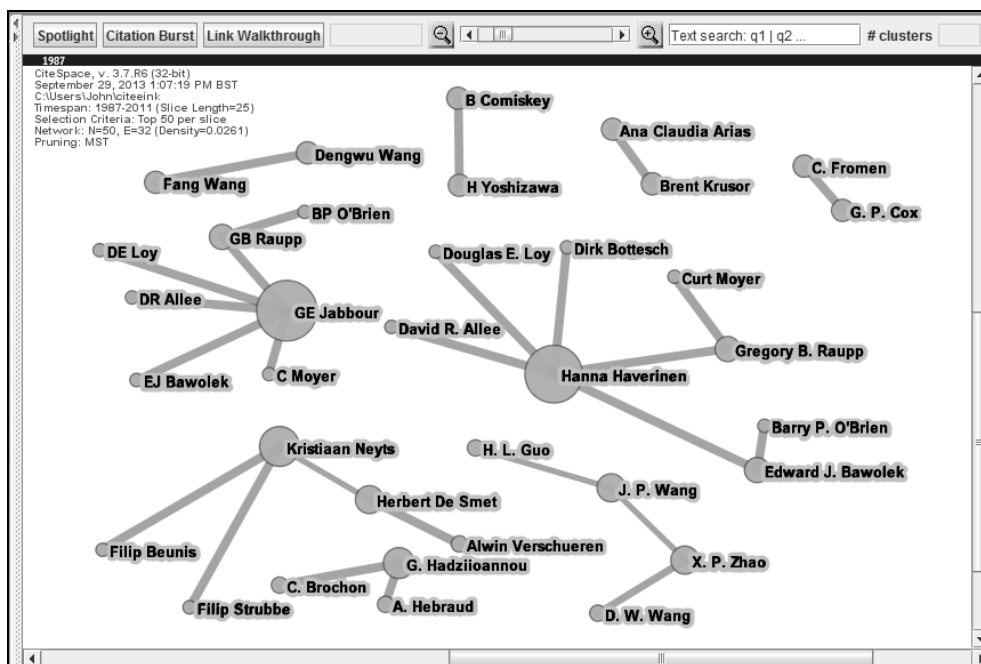 Spotlight
Citation Burst
Link Walkthrough
Text search: q1 | q2 ...
# clusters
1987
CiteSpace, v. 3.7.R6 (32-bit)
September 29, 2013 1:07:19 PM BST
C:\Users\John\citeeink
Timespan: 1987-2011 (Slice Length=25)
Selection Criteria: Top 50 per slice
Network: N=50, E=32 (Density=0.0261)
Pruning: MST
B Comiskey
Ana Claudia Arias
Dengwu Wang
C. Fromen
Fang Wang
H Yoshizawa
Brent Krusor
BP O'Brien
G. P. Cox
GB Raupp
DE Loy
Douglas E. Loy
Dirk Bottesch
Curt Moyer
DR Allee
GE Jabbour
David R. Allee
Gregory B. Raupp
EJ Bawolek
C Moyer
Hanna Haverinen
Barry P. O'Brien
Kristiaan Neyts
H. L. Guo
Edward J. Bawolek
J. P. Wang
Herbert De Smet
Filip Beunis
Alwin Verschueren
G. Hadziioannou
X. P. Zhao
C. Brochon
Filip Strubbe
A. Hebraud
D. W. Wang